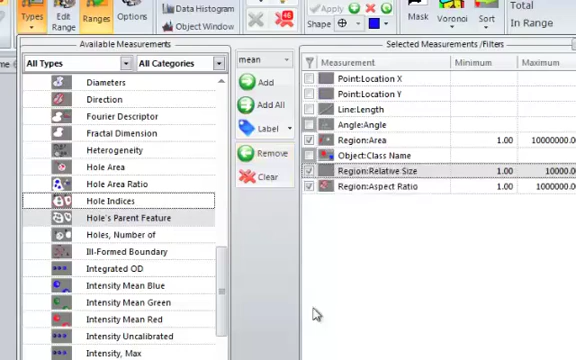 Types
Edit
Range
Ranges
Options
Data Histogram
Object Window
Apply
Shape
46
Mask
Voronoi
Sort
Total
In Range
Available Measurements
Selected Measurements /Filters
All Types
All Categories
mean
Measurement
Minimum
Maximum
Diameters
Direction
Fourier Descriptor
Fractal Dimension
Heterogeneity
Hole Area
Hole Area Ratio
Hole Indices
Hole's Parent Feature
Holes, Number of
Ill-Formed Boundary
Integrated OD
Intensity Mean Blue
Intensity Mean Green
Intensity Mean Red
Intensity Uncalibrated
Intensity, Max
Add
Add All
Label
Remove
Clear
Point:Location X
Point:Location Y
Line:Length
Angle:Angle
Region:Area 1.00 10000000.0
Object:Class Name
Region:Relative Size 1.00 10000.0
Region:Aspect Ratio 1.00 1000000.0